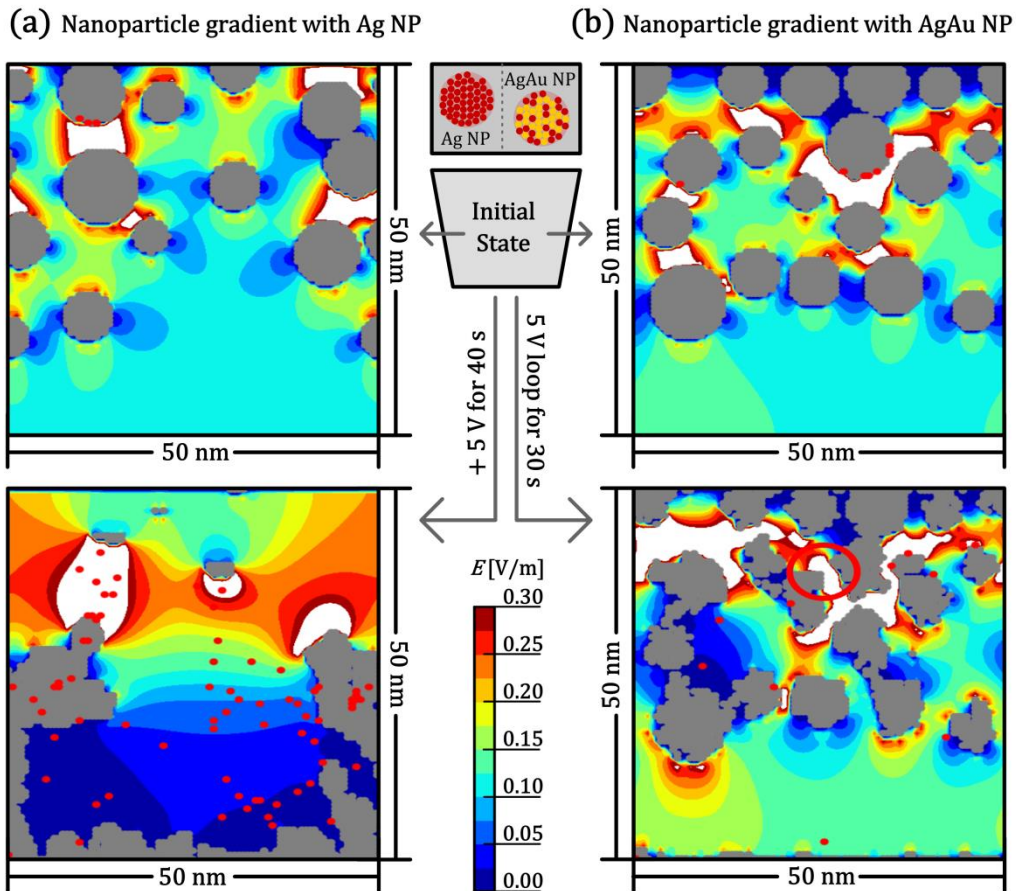 (a) Nanoparticle gradient with Ag NP
(b) Nanoparticle gradient with AgAu NP
AgAu NP
Ag NP
Initial
State
50 nm
50 nm
50 nm
50 nm
+ 5 V for 40 s
5 V loop for 30 s
E [V/m]
0.30
0.25
0.20
0.15
0.10
0.05
0.00
50 nm
50 nm
50 nm
50 nm